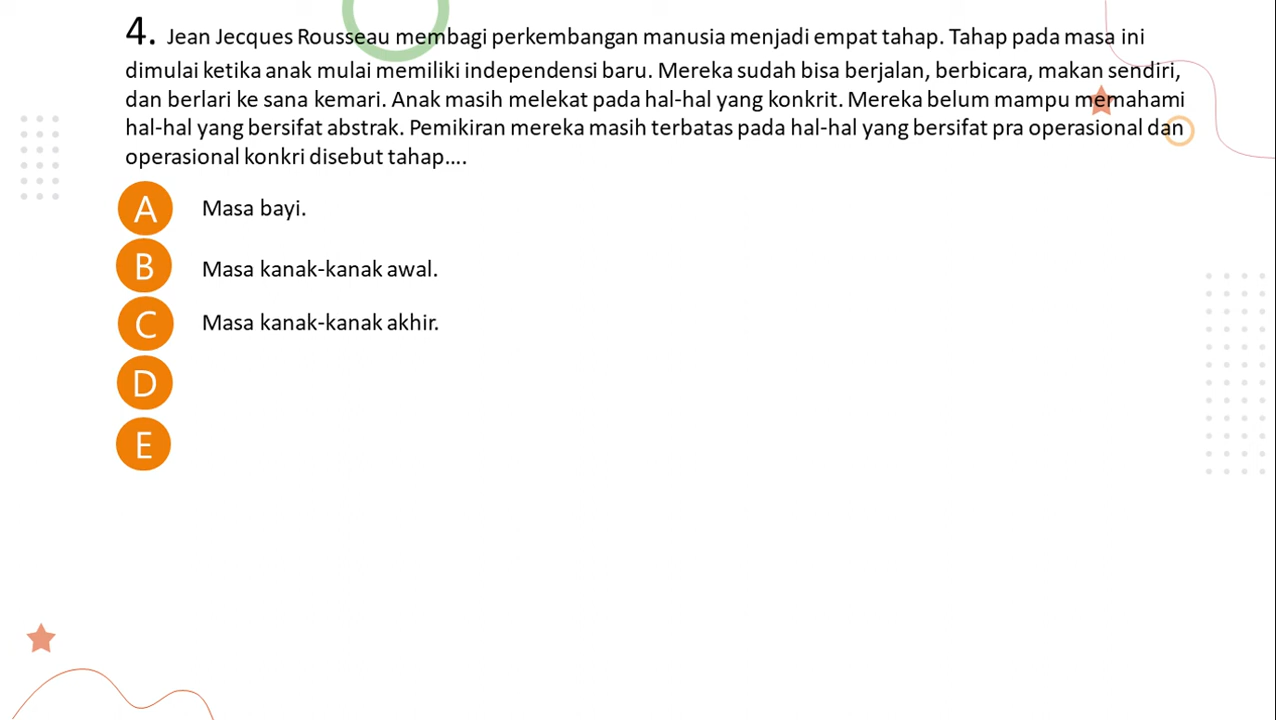 4. Jean Jecques Rousseau membagi perkembangan manusia menjadi empat tahap. Tahap pada masa ini
dimulai ketika anak mulai memiliki independensi baru. Mereka sudah bisa berjalan, berbicara, makan sendiri,
dan berlari ke sana kemari. Anak masih melekat pada hal-hal yang konkrit. Mereka belum mampu memahami
hal-hal yang bersifat abstrak. Pemikiran mereka masih terbatas pada hal-hal yang bersifat pra operasional dan
operasional konkri disebut tahap....
A Masa bayi.
B Masa kanak-kanak awal.
C Masa kanak-kanak akhir.
D
E